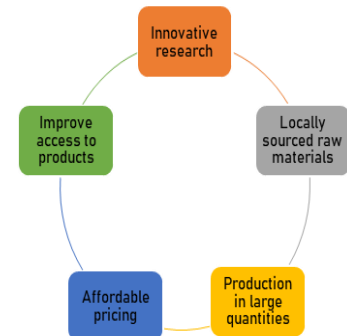 Innovative
research
Locally
sourced raw
materials
Production
in large
quantities
Affordable
pricing
Improve
access to
products